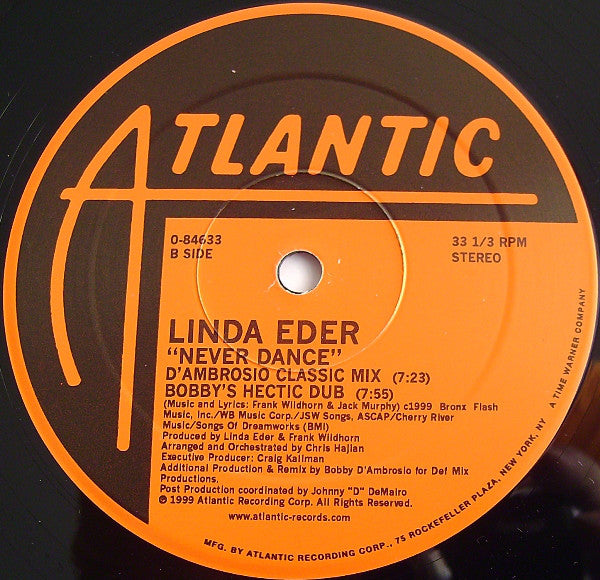 ATLANTIC
0-84633
B SIDE
33 1/3 RPM
STEREO
LINDA EDER
"NEVER DANCE"
D'AMBROSIO CLASSIC MIX (7:23)
BOBBY'S HECTIC DUB (7:55)
(Music and Lyrics: Frank Wildhorn & Jack Murphy) c1999 Bronx Flash
Music, Inc./WB Music Corp./JSW Songs, ASCAP/Cherry River
Music/Songs Of Dreamworks (BMI)
Produced by Linda Eder & Frank Wildhorn
Arranged and Orchestrated by Chris Hajian
Executive Producer: Craig Kallman
Additional Production & Remix by Bobby D'Ambrosio for Def Mix
Productions.
Post Production coordinated by Johnny "D" DeMairo
℗ 1999 Atlantic Recording Corp. All Rights Reserved.
www.atlantic-records.com
MFG. BY ATLANTIC RECORDING CORP., 75 ROCKEFELLER PLAZA, NEW YORK, NY A TIME WARNER COMPANY